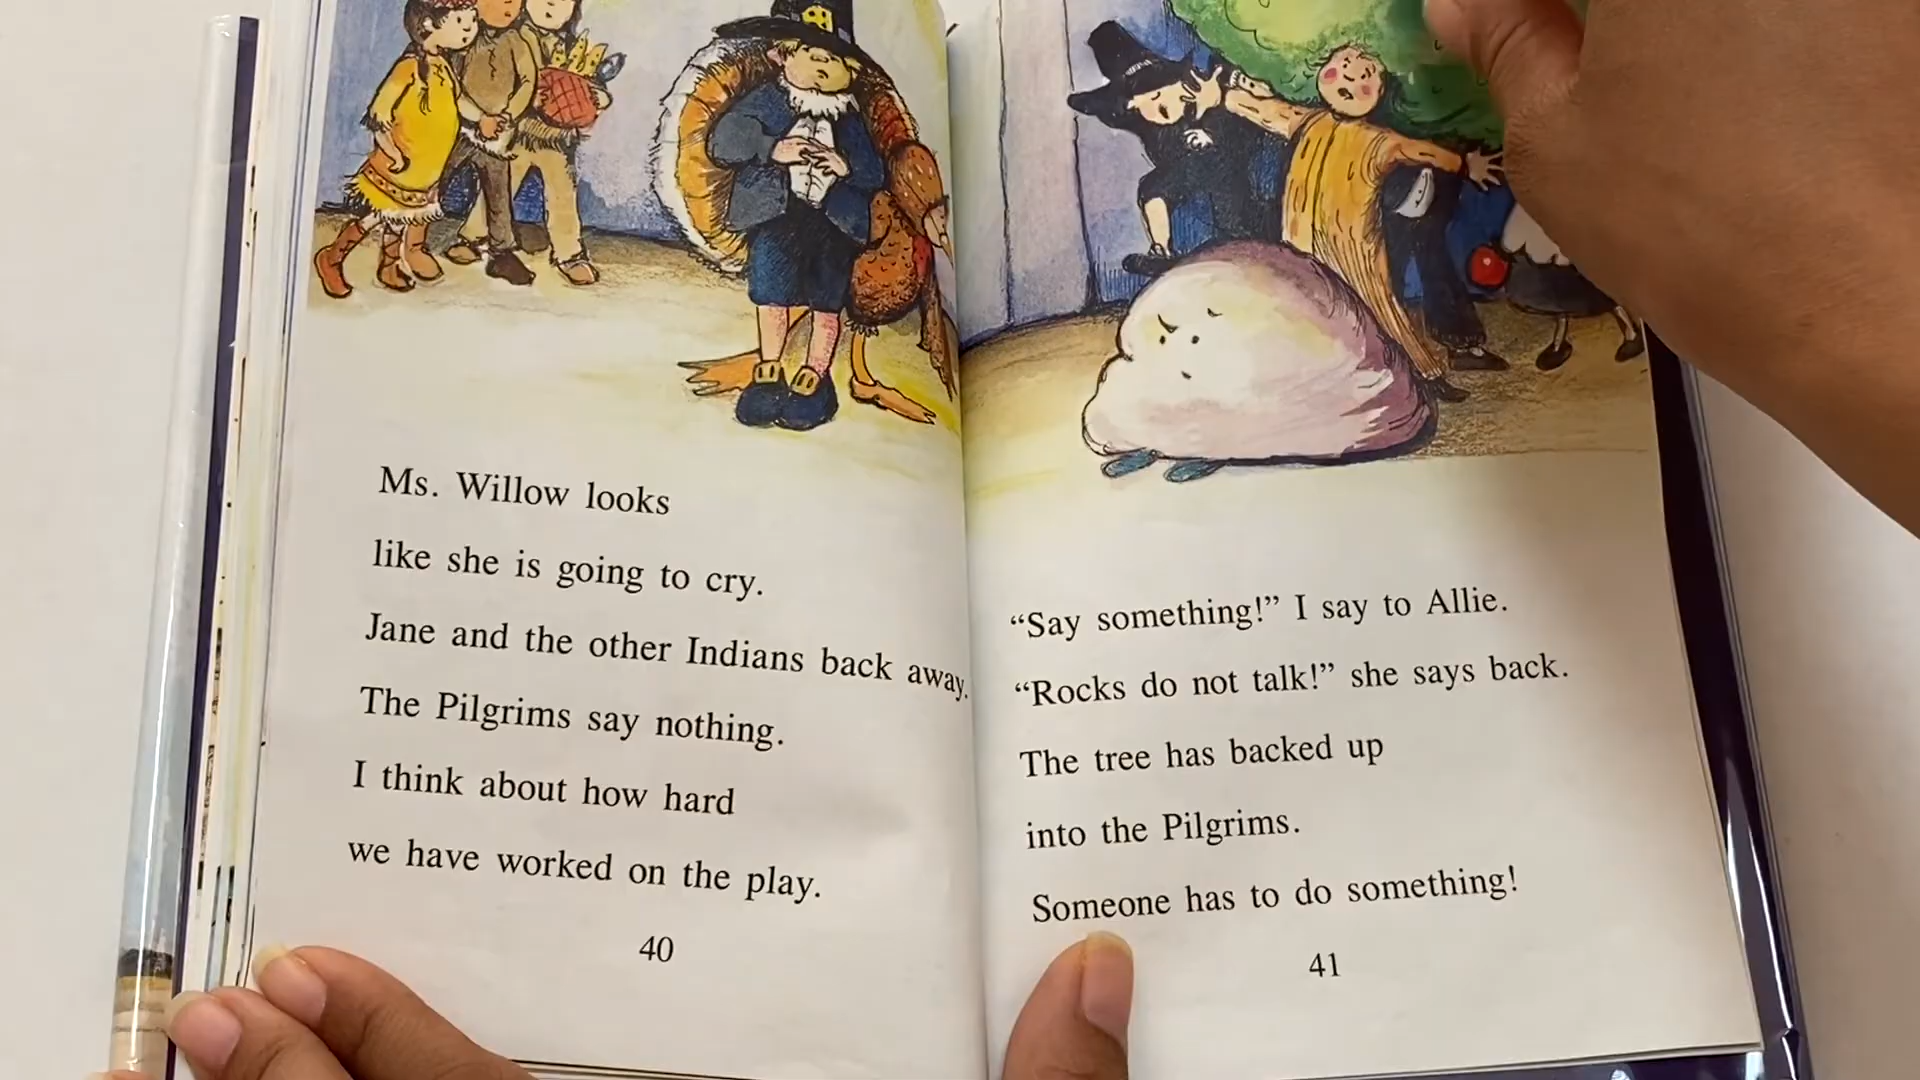 Ms. Willow looks
like she is going to cry.
Jane and the other Indians back away.
The Pilgrims say nothing.
I think about how hard
we have worked on the play.
40
“Say something!” I say to Allie.
“Rocks do not talk!” she says back.
The tree has backed up
into the Pilgrims.
Someone has to do something!
41